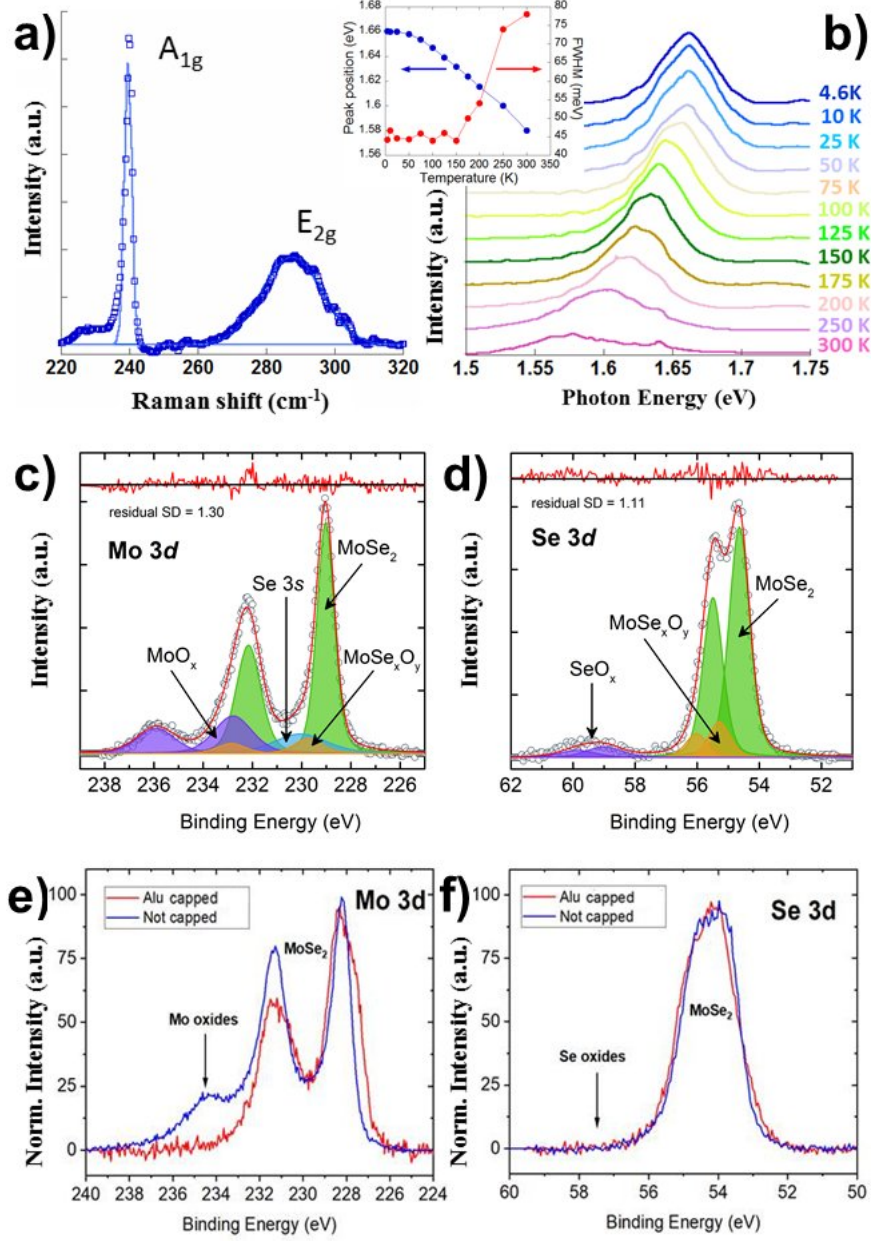 a)
A1g
E2g
Intensity (a.u.)
220 240 260 280 300 320
Raman shift (cm-1)
b)
Peak position (eV)
1.66
1.64
1.62
1.60
1.58
1.56
80
75
70
65
60
55
50
45
40
FWHM (meV)
0 50 100 150 200 250 300 350
Temperature (K)
4.6K
10 K
25 K
50 K
75 K
100 K
125 K
150 K
175 K
200 K
250 K
300 K
Intensity (a.u.)
1.5 1.55 1.6 1.65 1.7 1.75
Photon Energy (eV)
c)
residual SD = 1.30
Mo 3d
MoSe2
Se 3s
MoOx
MoSexOy
Intensity (a.u.)
238 236 234 232 230 228 226
Binding Energy (eV)
d)
residual SD = 1.11
Se 3d
MoSe2
MoSexOy
SeOx
Intensity (a.u.)
62 60 58 56 54 52
Binding Energy (eV)
e)
Alu capped
Not capped
Mo 3d
MoSe2
Mo oxides
Norm. Intensity (a.u.)
100
75
50
25
0
240 238 236 234 232 230 228 226 224
Binding Energy (eV)
f)
Alu capped
Not capped
Se 3d
MoSe2
Se oxides
Norm. Intensity (a.u.)
100
75
50
25
0
60 58 56 54 52 50
Binding Energy (eV)